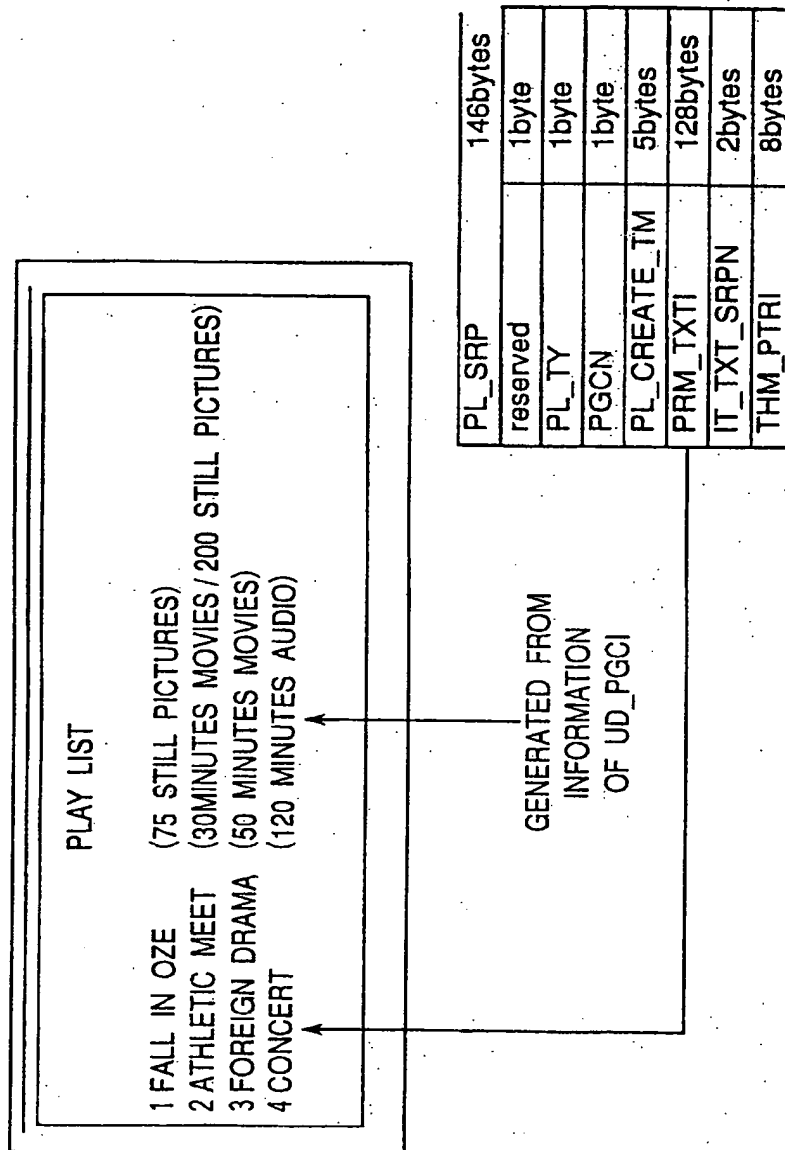 PLAY LIST
1 FALL IN OZE (75 STILL PICTURES)
2 ATHLETIC MEET (30MINUTES MOVIES / 200 STILL PICTURES)
3 FOREIGN DRAMA (50 MINUTES MOVIES)
4 CONCERT (120 MINUTES AUDIO)
GENERATED FROM
INFORMATION
OF UD_PGCI
PL_SRP 146bytes
reserved 1byte
PL_TY 1byte
PGCN 1byte
PL_CREATE_TM 5bytes
PRM_TXTI 128bytes
IT_TXT_SRPN 2bytes
THM_PTRI 8bytes